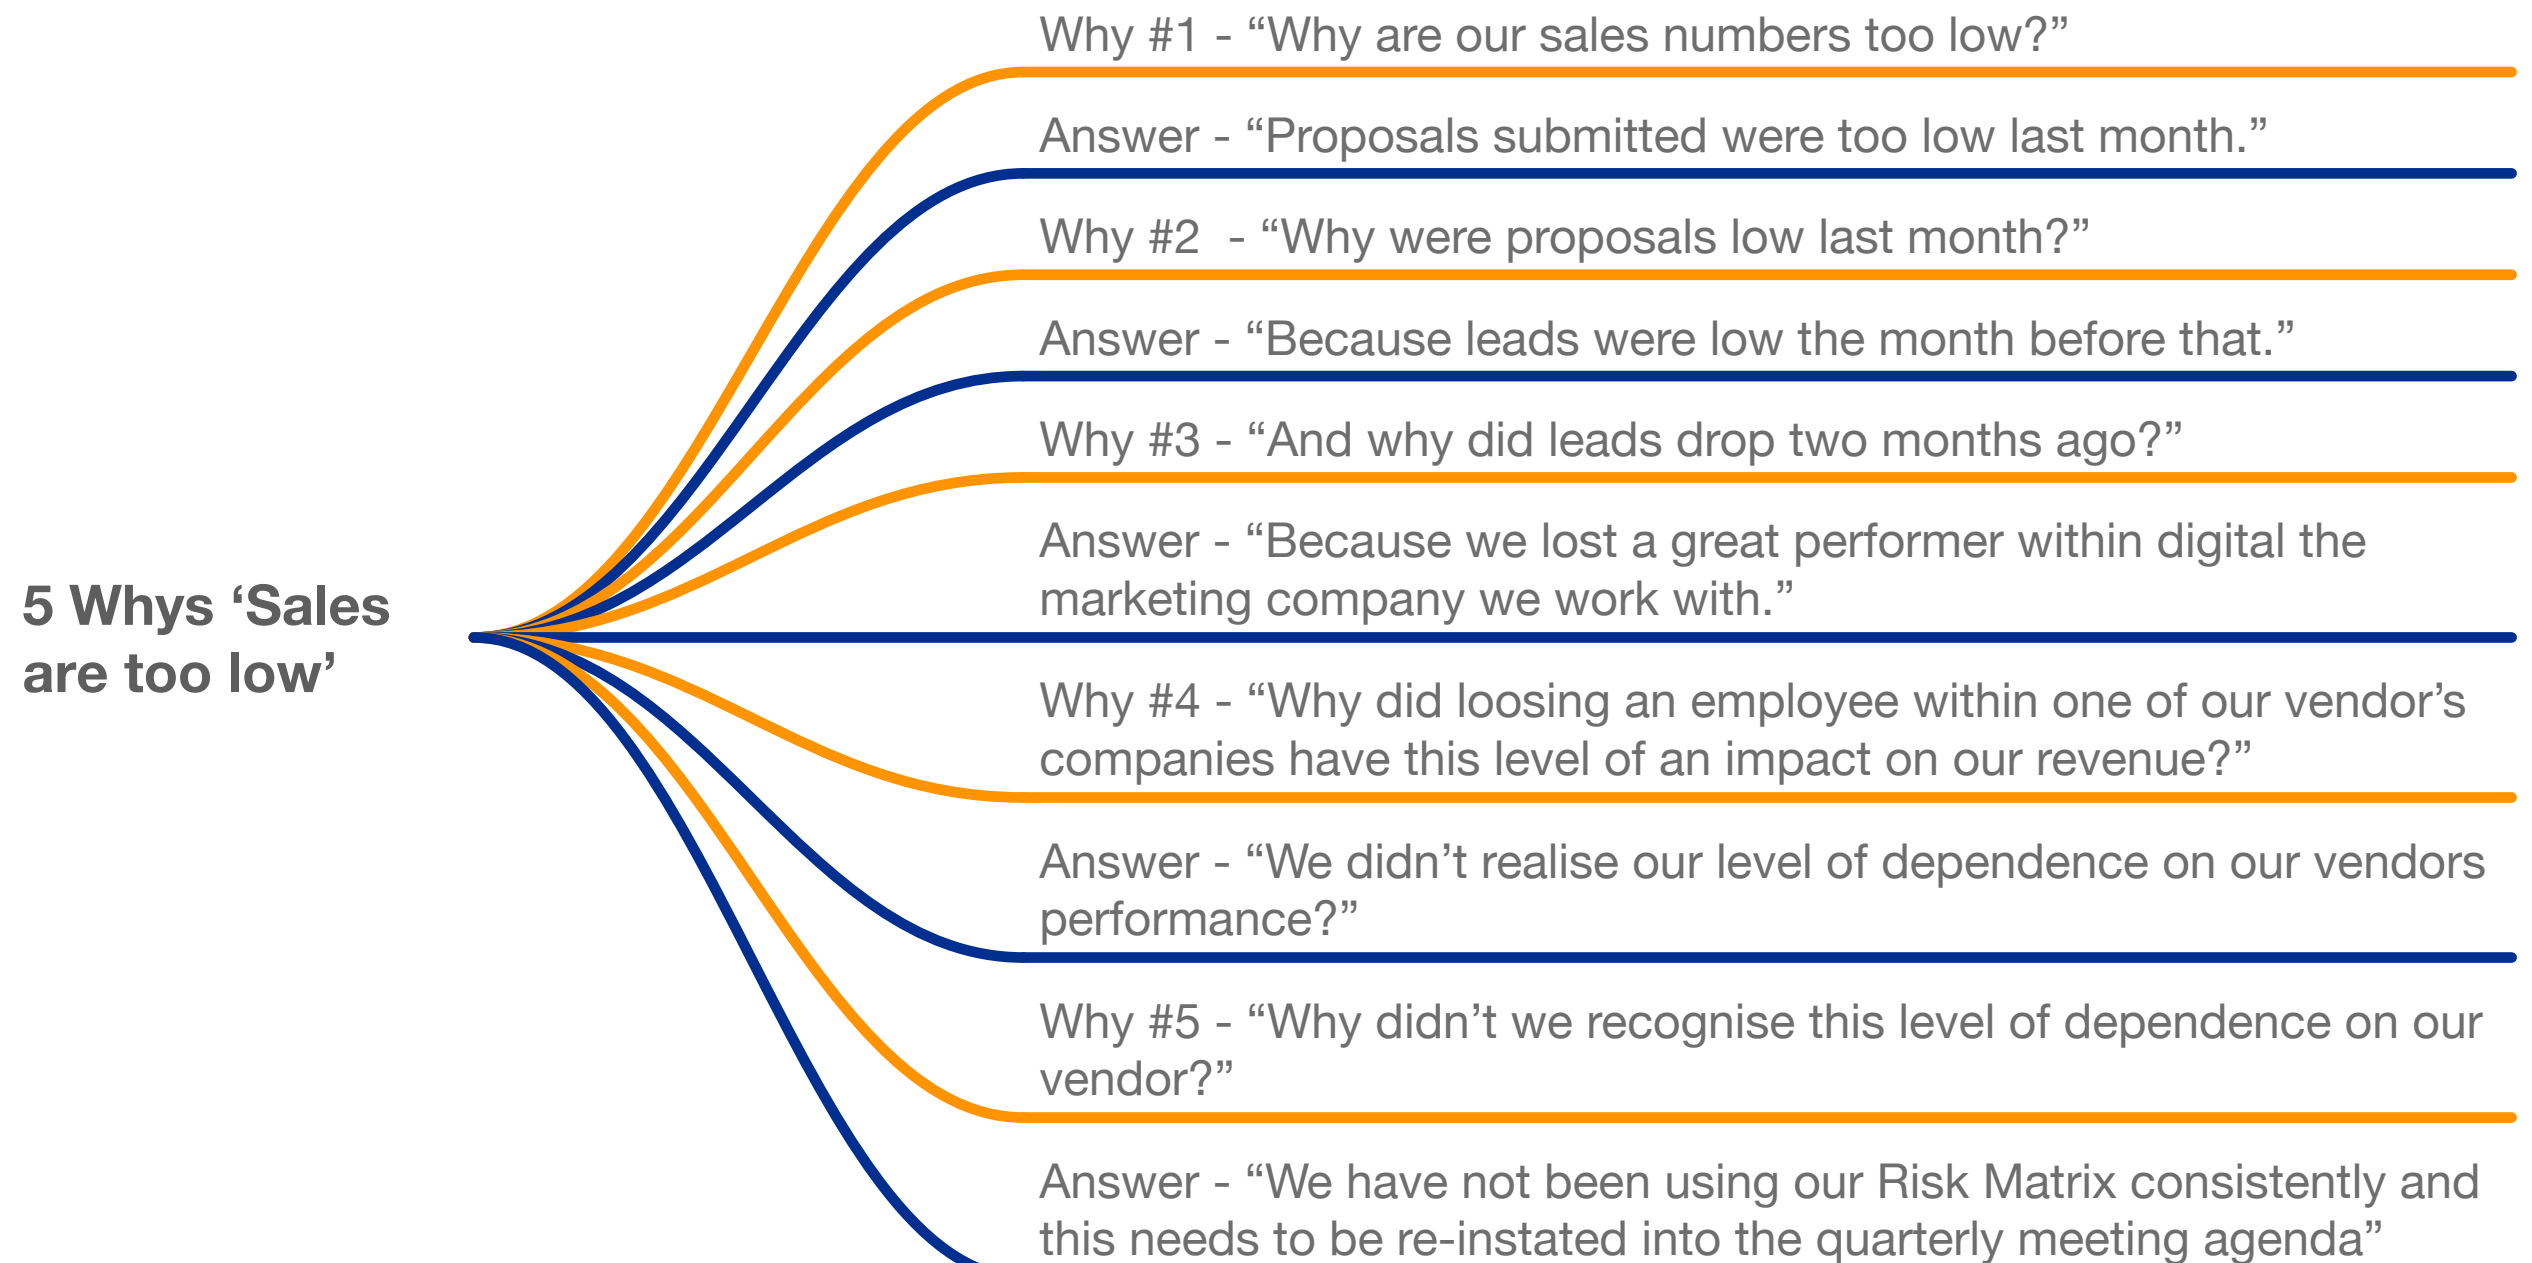 Why #1 - “Why are our sales numbers too low?”
Answer - “Proposals submitted were too low last month.”
Why #2  - “Why were proposals low last month?”
Answer - “Because leads were low the month before that.”
Why #3 - “And why did leads drop two months ago?”
Answer - “Because we lost a great performer within digital the
marketing company we work with.”
5 Whys ‘Sales
are too low’
Why #4 - “Why did loosing an employee within one of our vendor’s
companies have this level of an impact on our revenue?”
Answer - “We didn’t realise our level of dependence on our vendors
performance?”
Why #5 - “Why didn’t we recognise this level of dependence on our
vendor?”
Answer - “We have not been using our Risk Matrix consistently and
this needs to be re-instated into the quarterly meeting agenda”